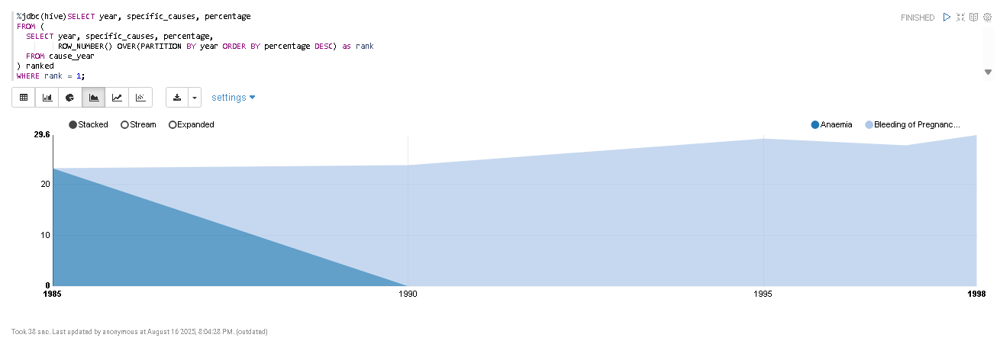 %jdbc(hive)SELECT year, specific_causes, percentage
FROM (
SELECT year, specific_causes, percentage,
ROW_NUMBER() OVER(PARTITION BY year ORDER BY percentage DESC) as rank
FROM cause_year
) ranked
WHERE rank = 1;
FINISHED
settings
Stacked Stream Expanded
Anaemia Bleeding of Pregnanc...
29.6
20
10
0
1985 1990 1995 1998
Took 38 sec. Last updated by anonymous at August 16 2025, 8:04:28 PM. (outdated)